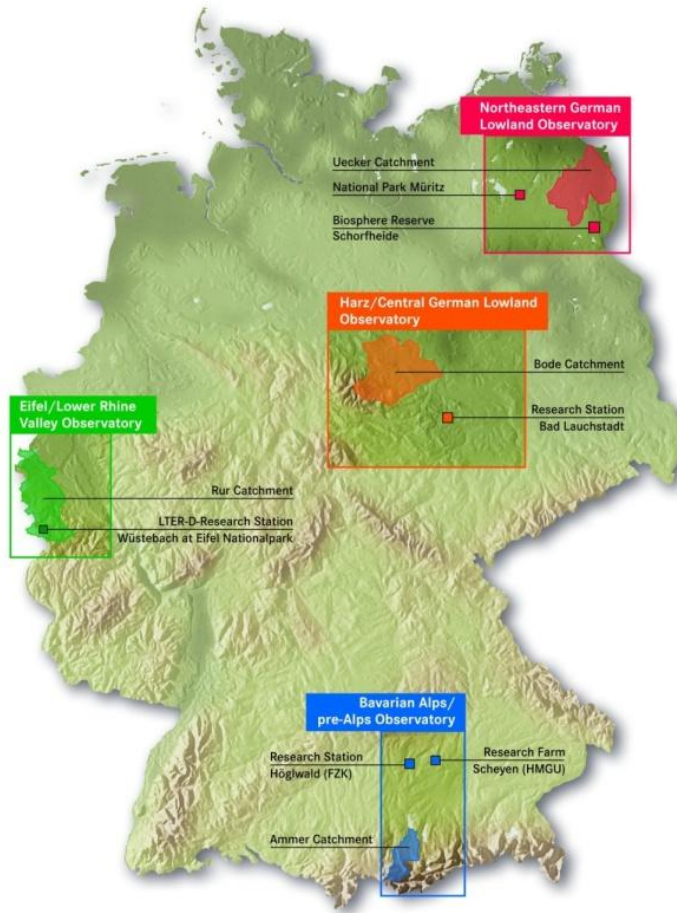 Northeastern German
Lowland Observatory
Uecker Catchment
National Park Müritz
Biosphere Reserve
Schorfheide
Harz/Central German Lowland
Observatory
Bode Catchment
Research Station
Bad Lauchstadt
Eifel/Lower Rhine
Valley Observatory
Rur Catchment
LTER-D-Research Station
Wüstebach at Eifel Nationalpark
Bavarian Alps/
pre-Alps Observatory
Research Station
Höglwald (FZK)
Research Farm
Scheyen (HMGU)
Ammer Catchment